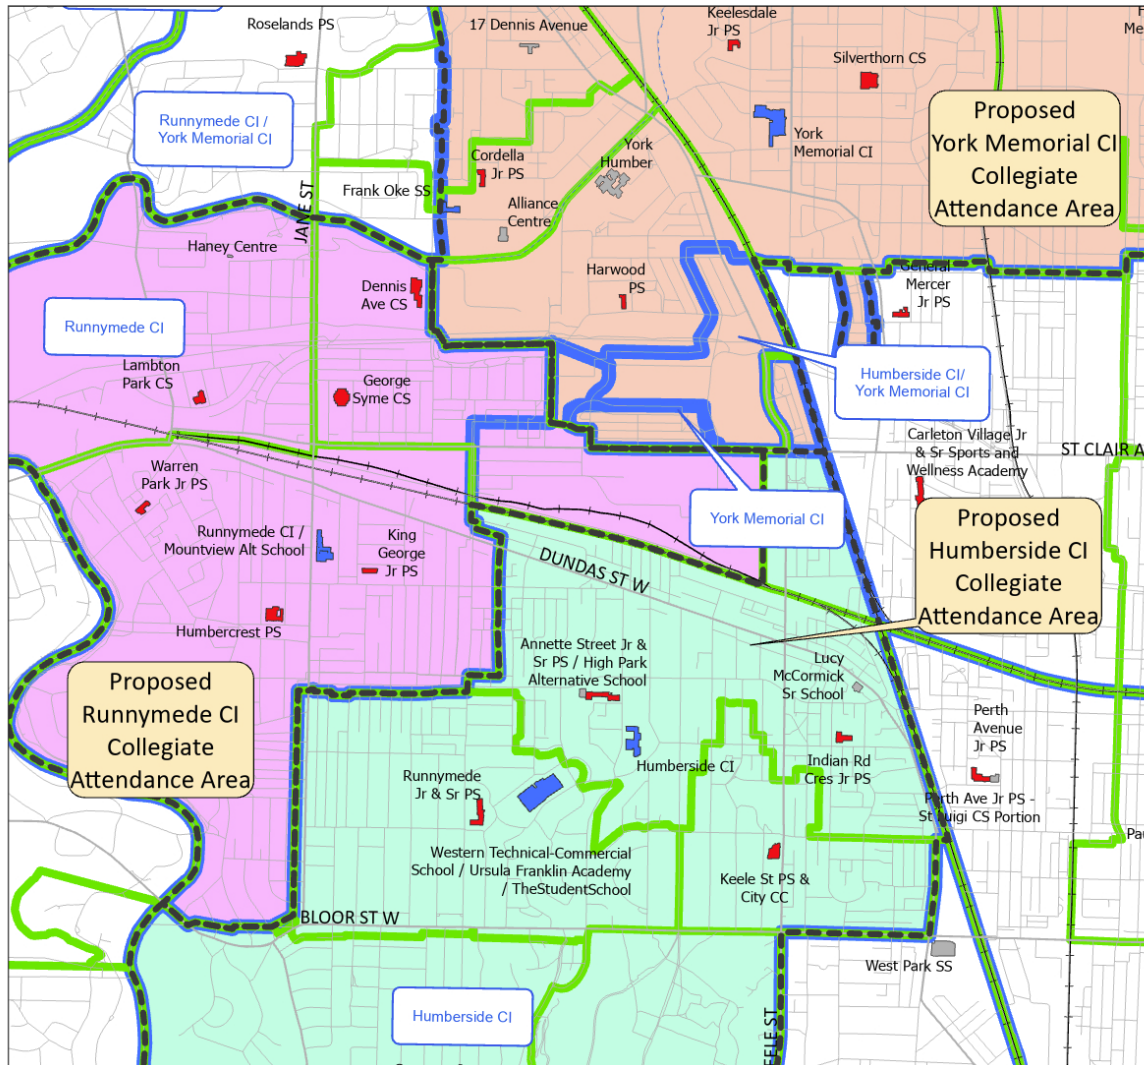 Roselands PS
17 Dennis Avenue
Keelesdale
Jr PS
Silverthorn CS
Runnymede CI /
York Memorial CI
Proposed
York Memorial CI
Collegiate
Attendance Area
York
Memorial CI
York
Humber
Cordella
Jr PS
Frank Oke SS
Alliance
Centre
JANE ST
Haney Centre
Dennis
Ave CS
Harwood
PS
General
Mercer
Jr PS
Runnymede CI
Lambton
Park CS
George
Syme CS
Humberside CI/
York Memorial CI
Carleton Village Jr
& Sr Sports and
Wellness Academy
ST CLAIR A
Warren
Park Jr PS
York Memorial CI
Runnymede CI /
Mountview Alt School
King
George
Jr PS
DUNDAS ST W
Proposed
Humberside CI
Collegiate
Attendance Area
Humbercrest PS
Annette Street Jr &
Sr PS / High Park
Alternative School
Lucy
McCormick
Sr School
Proposed
Runnymede CI
Collegiate
Attendance Area
Perth
Avenue
Jr PS
Humberside CI
Indian Rd
Cres Jr PS
Runnymede
Jr & Sr PS
Perth Ave Jr PS -
St Luigi CS Portion
Western Technical-Commercial
School / Ursula Franklin Academy
/ TheStudentSchool
Keele St PS &
City CC
BLOOR ST W
West Park SS
Humberside CI